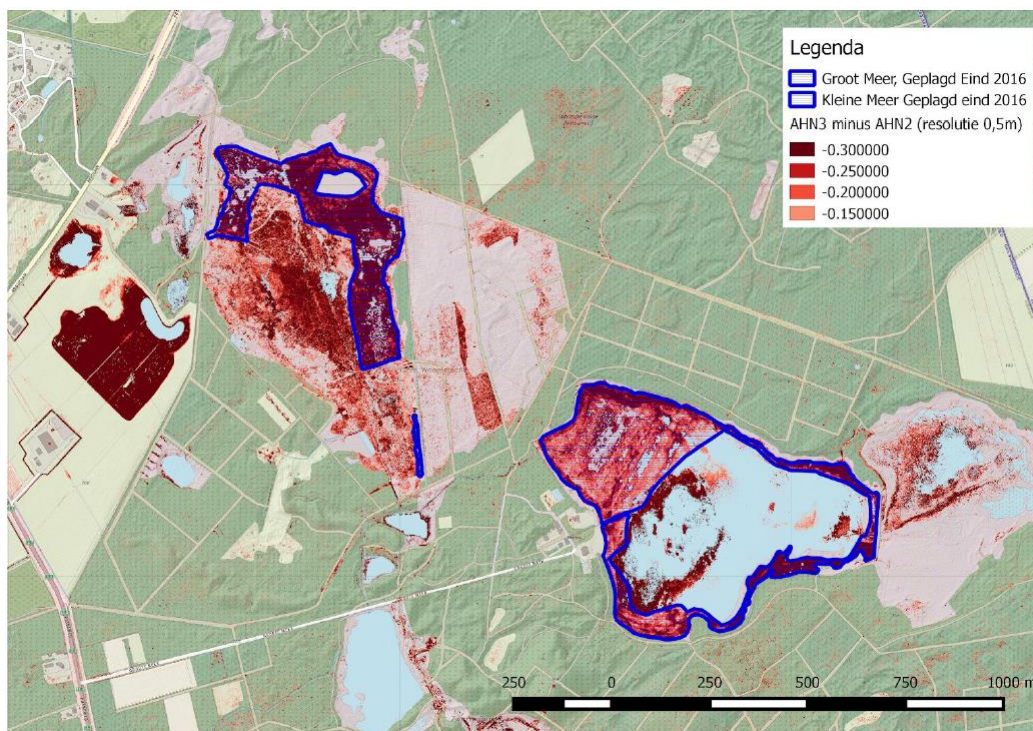 Legenda
Groot Meer, Geplagd Eind 2016
Kleine Meer Geplagd eind 2016
AHN3 minus AHN2 (resolutie 0,5m)
-0.300000
-0.250000
-0.200000
-0.150000
250 0 250 500 750 1000 m